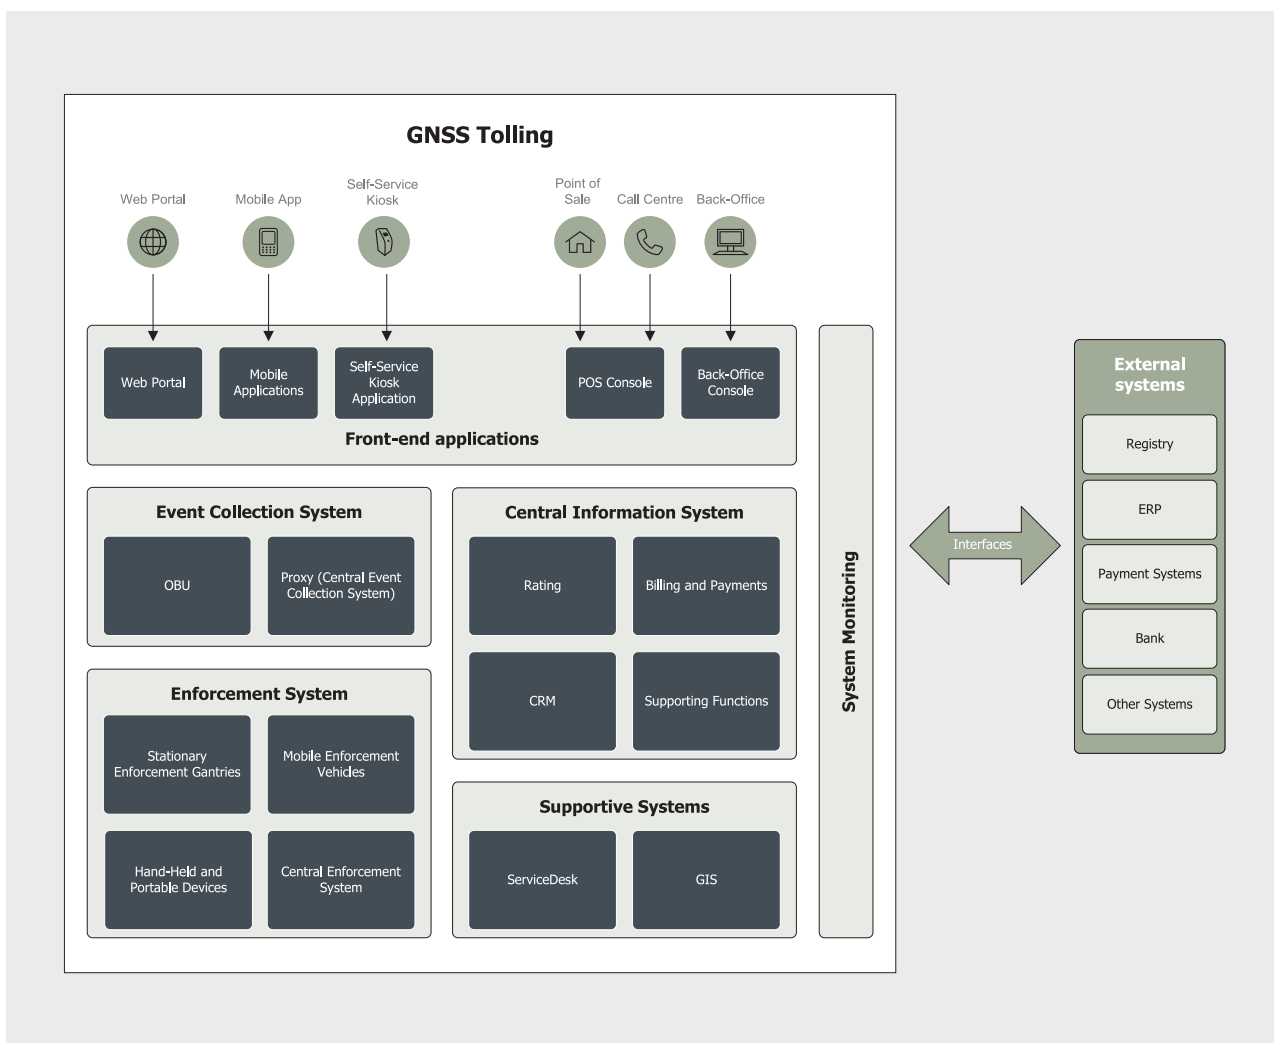 GNSS Tolling
Web Portal
Mobile App
Self-Service
Kiosk
Point of
Sale
Call Centre
Back-Office
Web Portal
Mobile
Applications
Self-Service
Kiosk
Application
POS Console
Back-Office
Console
Front-end applications
Event Collection System
OBU
Proxy (Central Event
Collection System)
Central Information System
Rating
Billing and Payments
CRM
Supporting Functions
Enforcement System
Stationary
Enforcement Gantries
Mobile Enforcement
Vehicles
Hand-Held and
Portable Devices
Central Enforcement
System
Supportive Systems
ServiceDesk
GIS
System Monitoring
Interfaces
External
systems
Registry
ERP
Payment Systems
Bank
Other Systems